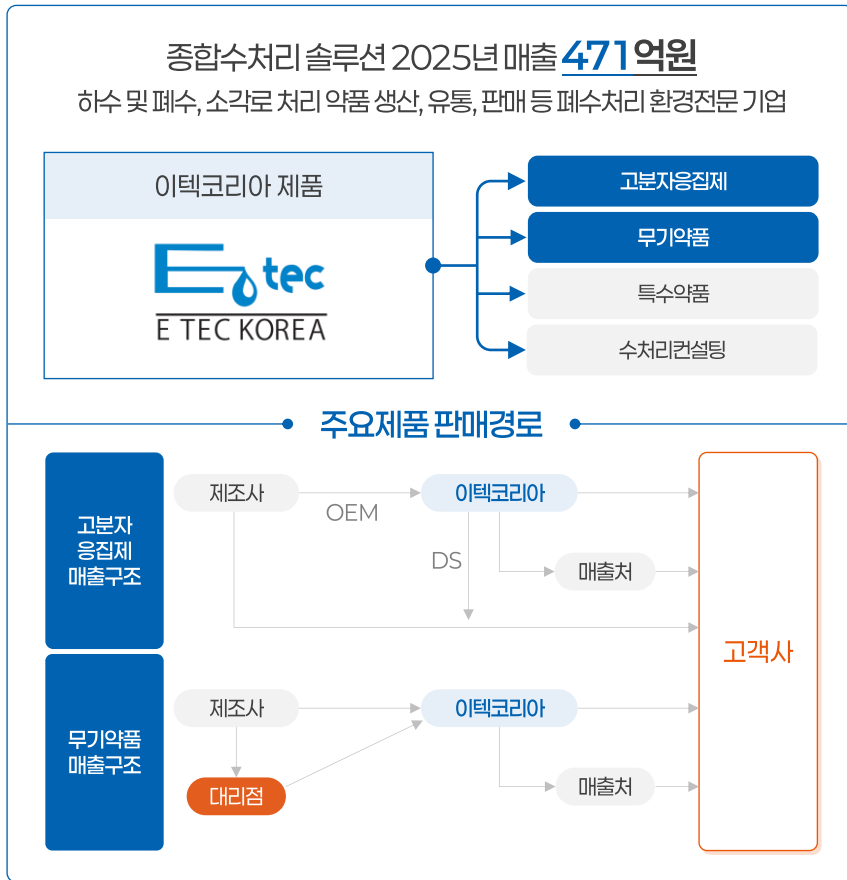 종합수처리 솔루션 2025년 매출 471억원
하수 및 폐수, 소각로 처리 약품 생산, 유통, 판매 등 폐수처리 환경전문 기업
이텍코리아 제품
E tec
E TEC KOREA
고분자응집제
무기약품
특수약품
수처리컨설팅
주요제품 판매경로
고분자
응집제
매출구조
제조사
OEM
이텍코리아
DS
매출처
고객사
무기약품
매출구조
제조사
이텍코리아
대리점
매출처